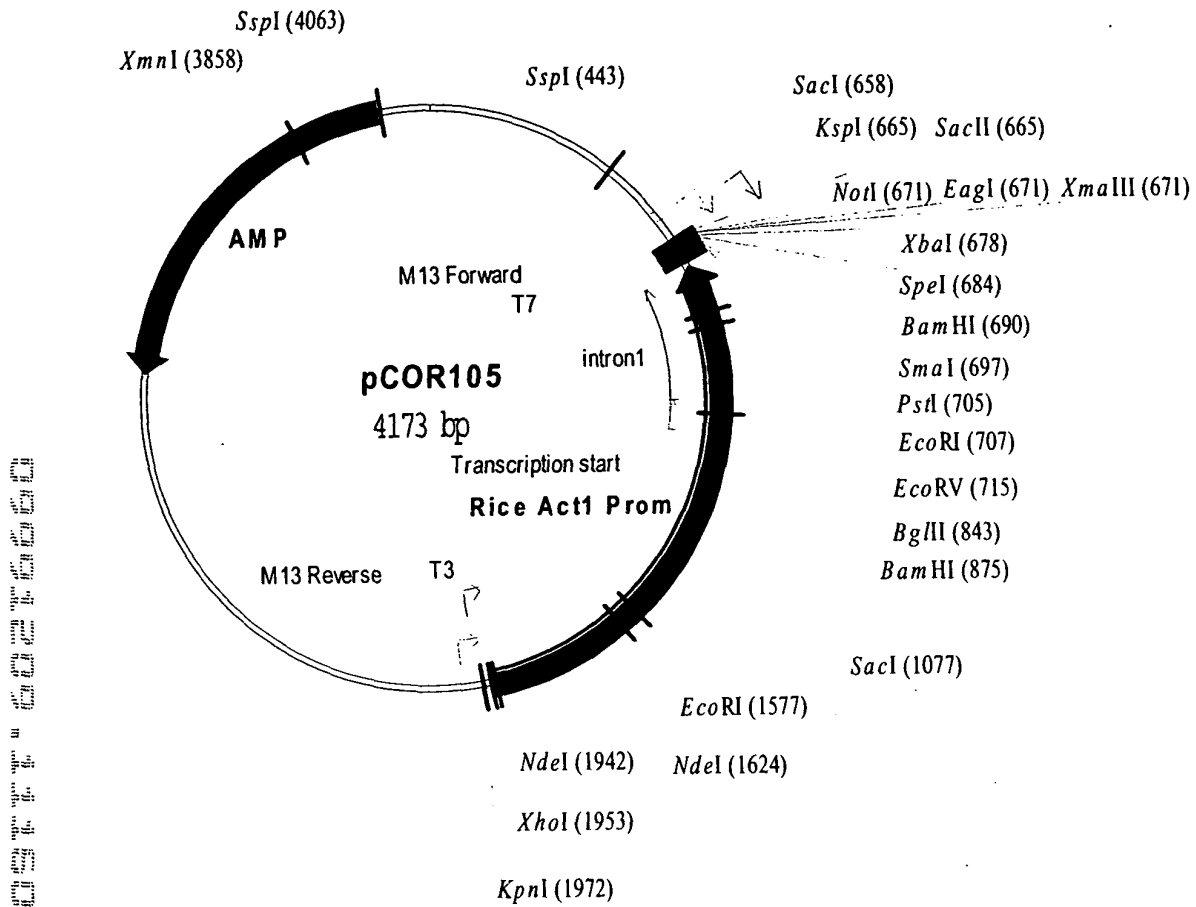 SspI (4063)
XmnI (3858)
SspI (443)
SacI (658)
KspI (665) SacII (665)
NotI (671) EagI (671) XmaIII (671)
XbaI (678)
SpeI (684)
BamHI (690)
SmaI (697)
PstI (705)
EcoRI (707)
EcoRV (715)
BglII (843)
BamHI (875)
SacI (1077)
EcoRI (1577)
NdeI (1942) NdeI (1624)
XhoI (1953)
KpnI (1972)
AMP
M13 Forward
T7
intron1
pCOR105
4173 bp
Transcription start
Rice Act1 Prom
M13 Reverse
T3